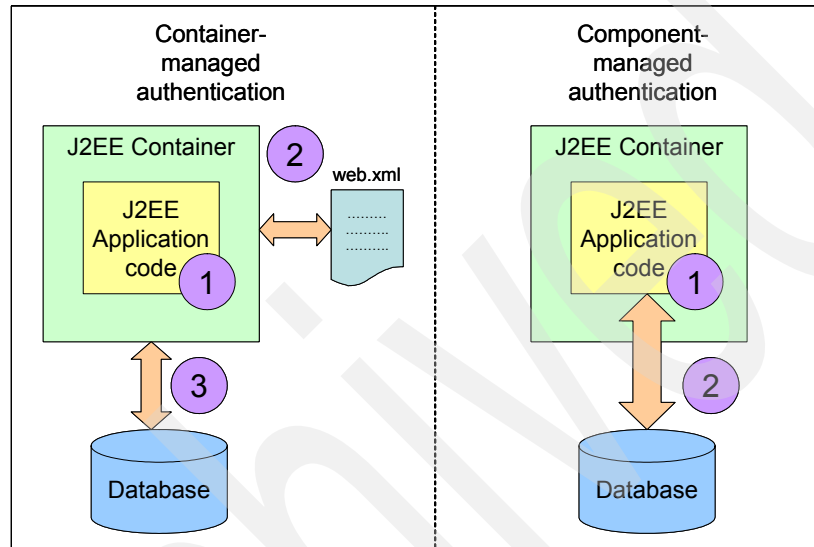 Container-
managed
authentication
J2EE Container
2
web.xml
J2EE
Application
code
1
.........
.........
..........
3
Database
Component-
managed
authentication
J2EE Container
J2EE
Application
code
1
2
Database